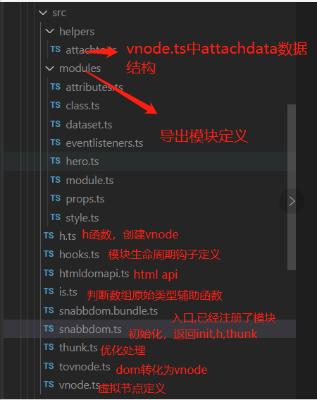 src
helpers
TS attachto.ts vnode.ts中attachdata数据
结构
modules
TS attributes.ts
TS class.ts
TS dataset.ts
导出模块定义
TS eventlisteners.ts
TS hero.ts
TS module.ts
TS props.ts
TS style.ts
TS h.ts h函数，创建vnode
TS hooks.ts 模块生命周期钩子定义
TS htmldomapi.ts html api
TS is.ts 判断数组原始类型辅助函数
TS snabbdom.bundle.ts 入口,已经注册了模块
TS snabbdom.ts 初始化，返回init,h,thunk
TS thunk.ts 优化处理
TS tovnode.ts dom转化为vnode
TS vnode.ts 虚拟节点定义